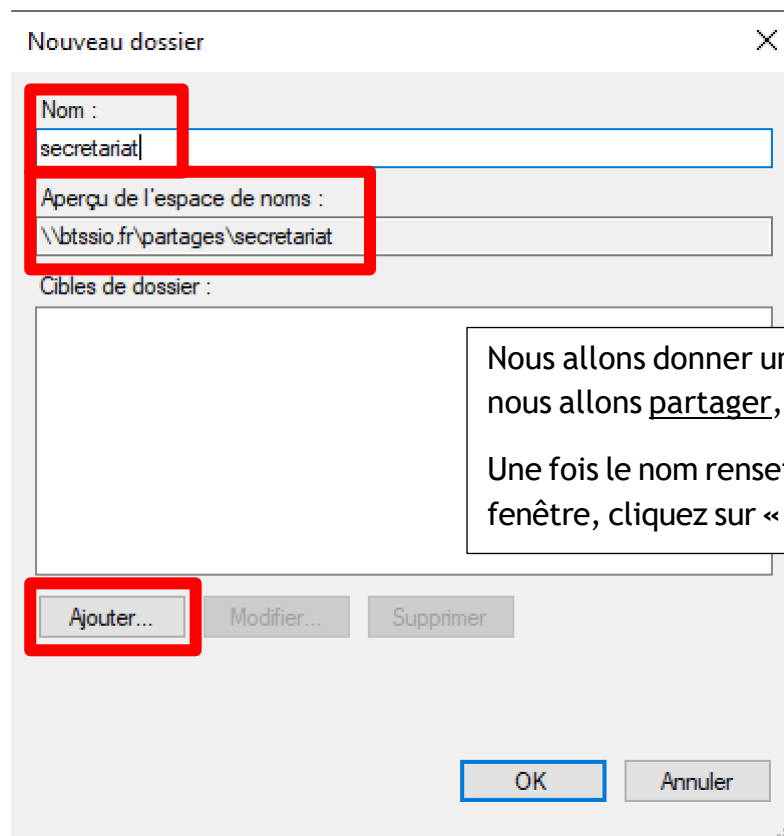 Nouveau dossier
Nom :
secretariat
Aperçu de l'espace de noms :
\\btssio.fr\partages\secretariat
Cibles de dossier :
Nous allons donner
nous allons partager,
Une fois le nom
fenêtre, cliquez sur «
Ajouter... Modifier... Supprimer
OK Annuler